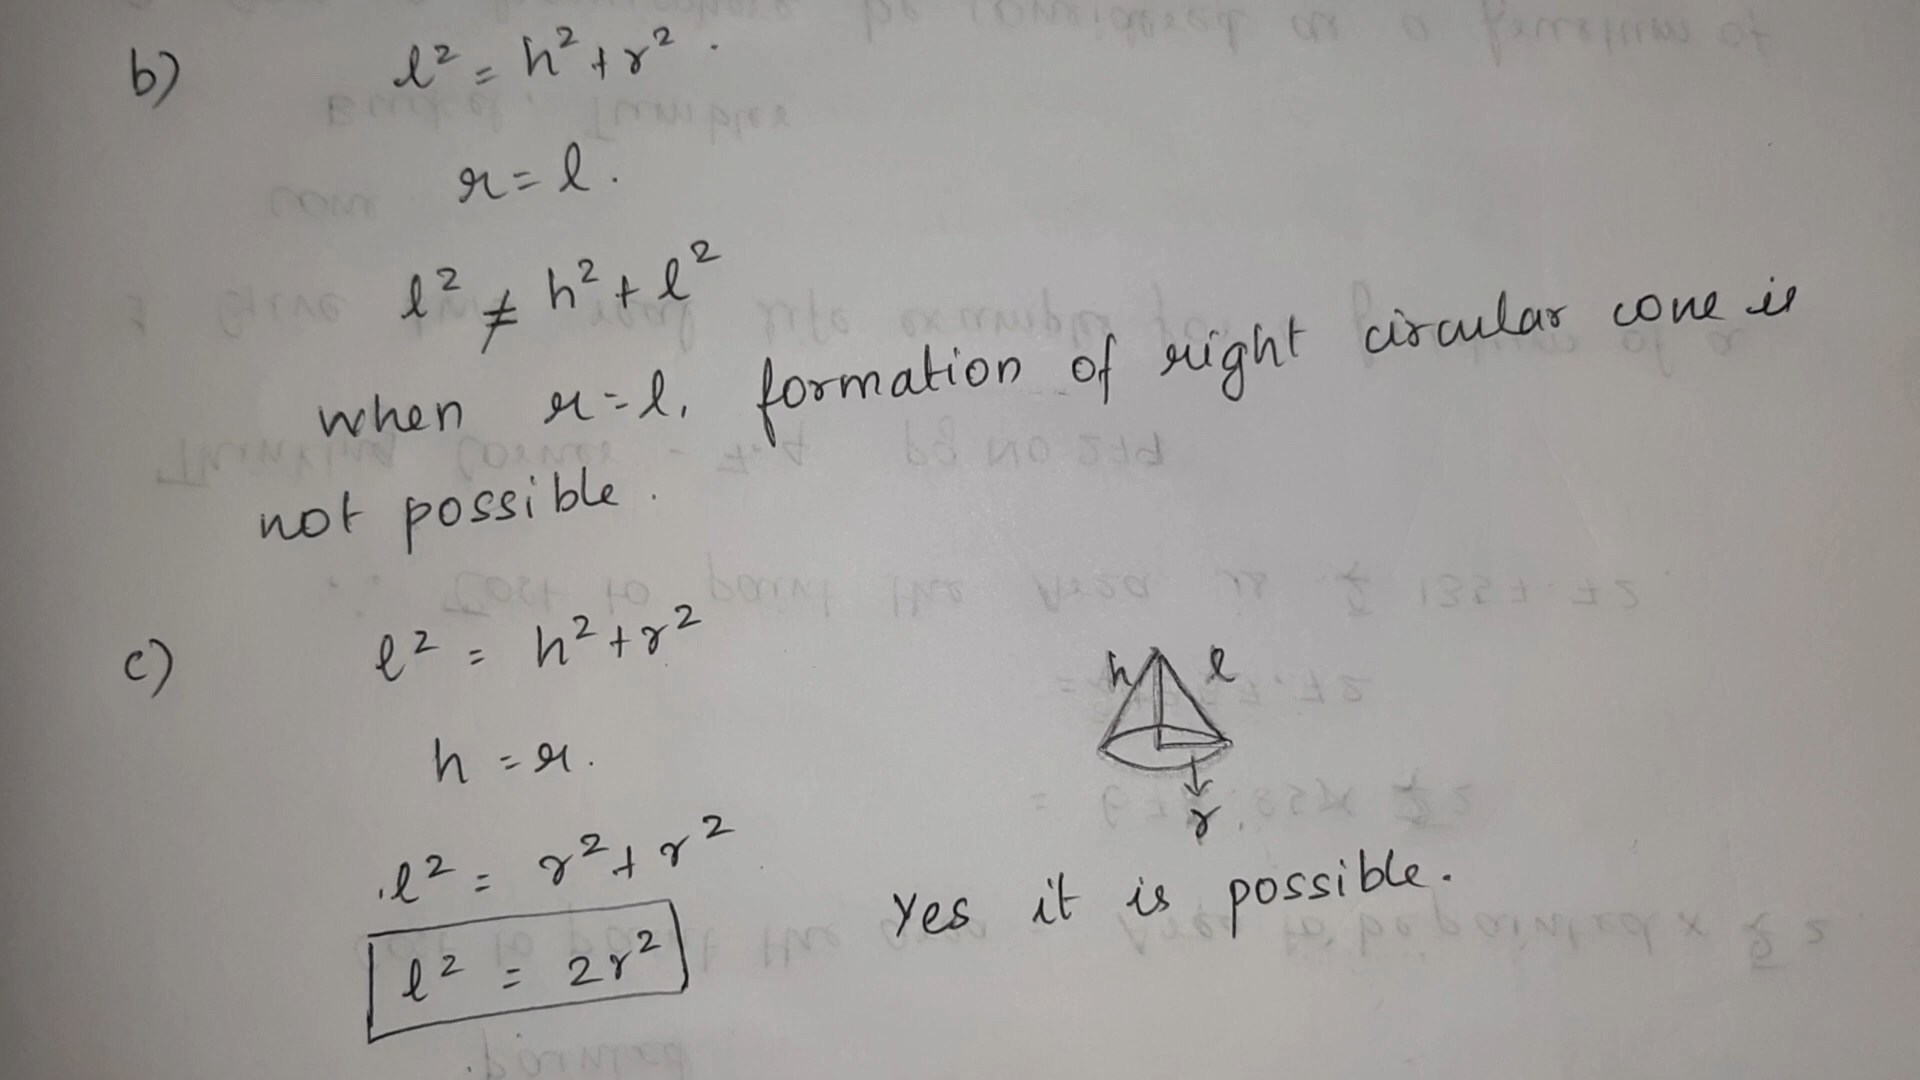 b) l² = h² + r².
r = l.
l² ≠ h² + l²
when r = l, formation of right circular cone is
not possible.
c) l² = h² + r²
h l
h = r.
r
l² = r² + r²
Yes it is possible.
l² = 2r²